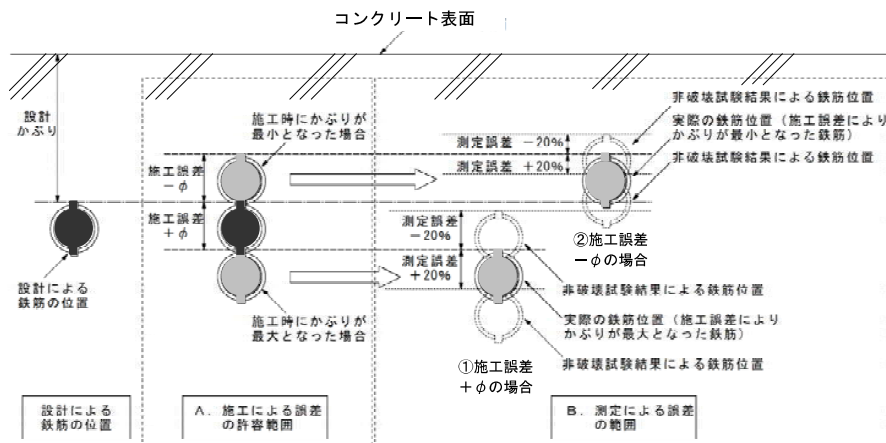 コンクリート表面
設計
かぶり
設計による
鉄筋の位置
設計による
鉄筋の位置
施工時にかぶりが
最小となった場合
施工誤差
－φ
施工誤差
＋φ
施工時にかぶりが
最大となった場合
A．施工による誤差
の許容範囲
測定誤差 －20%
測定誤差 ＋20%
非破壊試験結果による鉄筋位置
実際の鉄筋位置（施工誤差により
かぶりが最小となった鉄筋）
非破壊試験結果による鉄筋位置
②施工誤差
－φの場合
測定誤差
－20%
測定誤差
＋20%
非破壊試験結果による鉄筋位置
実際の鉄筋位置（施工誤差により
かぶりが最大となった鉄筋）
非破壊試験結果による鉄筋位置
①施工誤差
＋φの場合
B．測定による誤差
の範囲